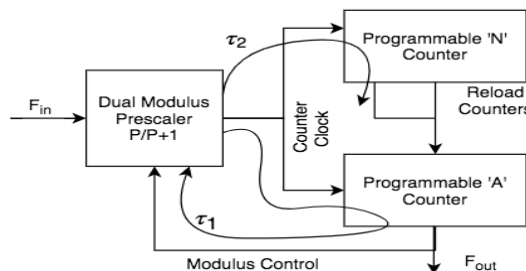 Programmable 'N'
Counter
τ2
Reload
Counters
Fin
Dual Modulus
Prescaler
P/P+1
Counter
Clock
Programmable 'A'
Counter
τ1
Modulus Control
Fout